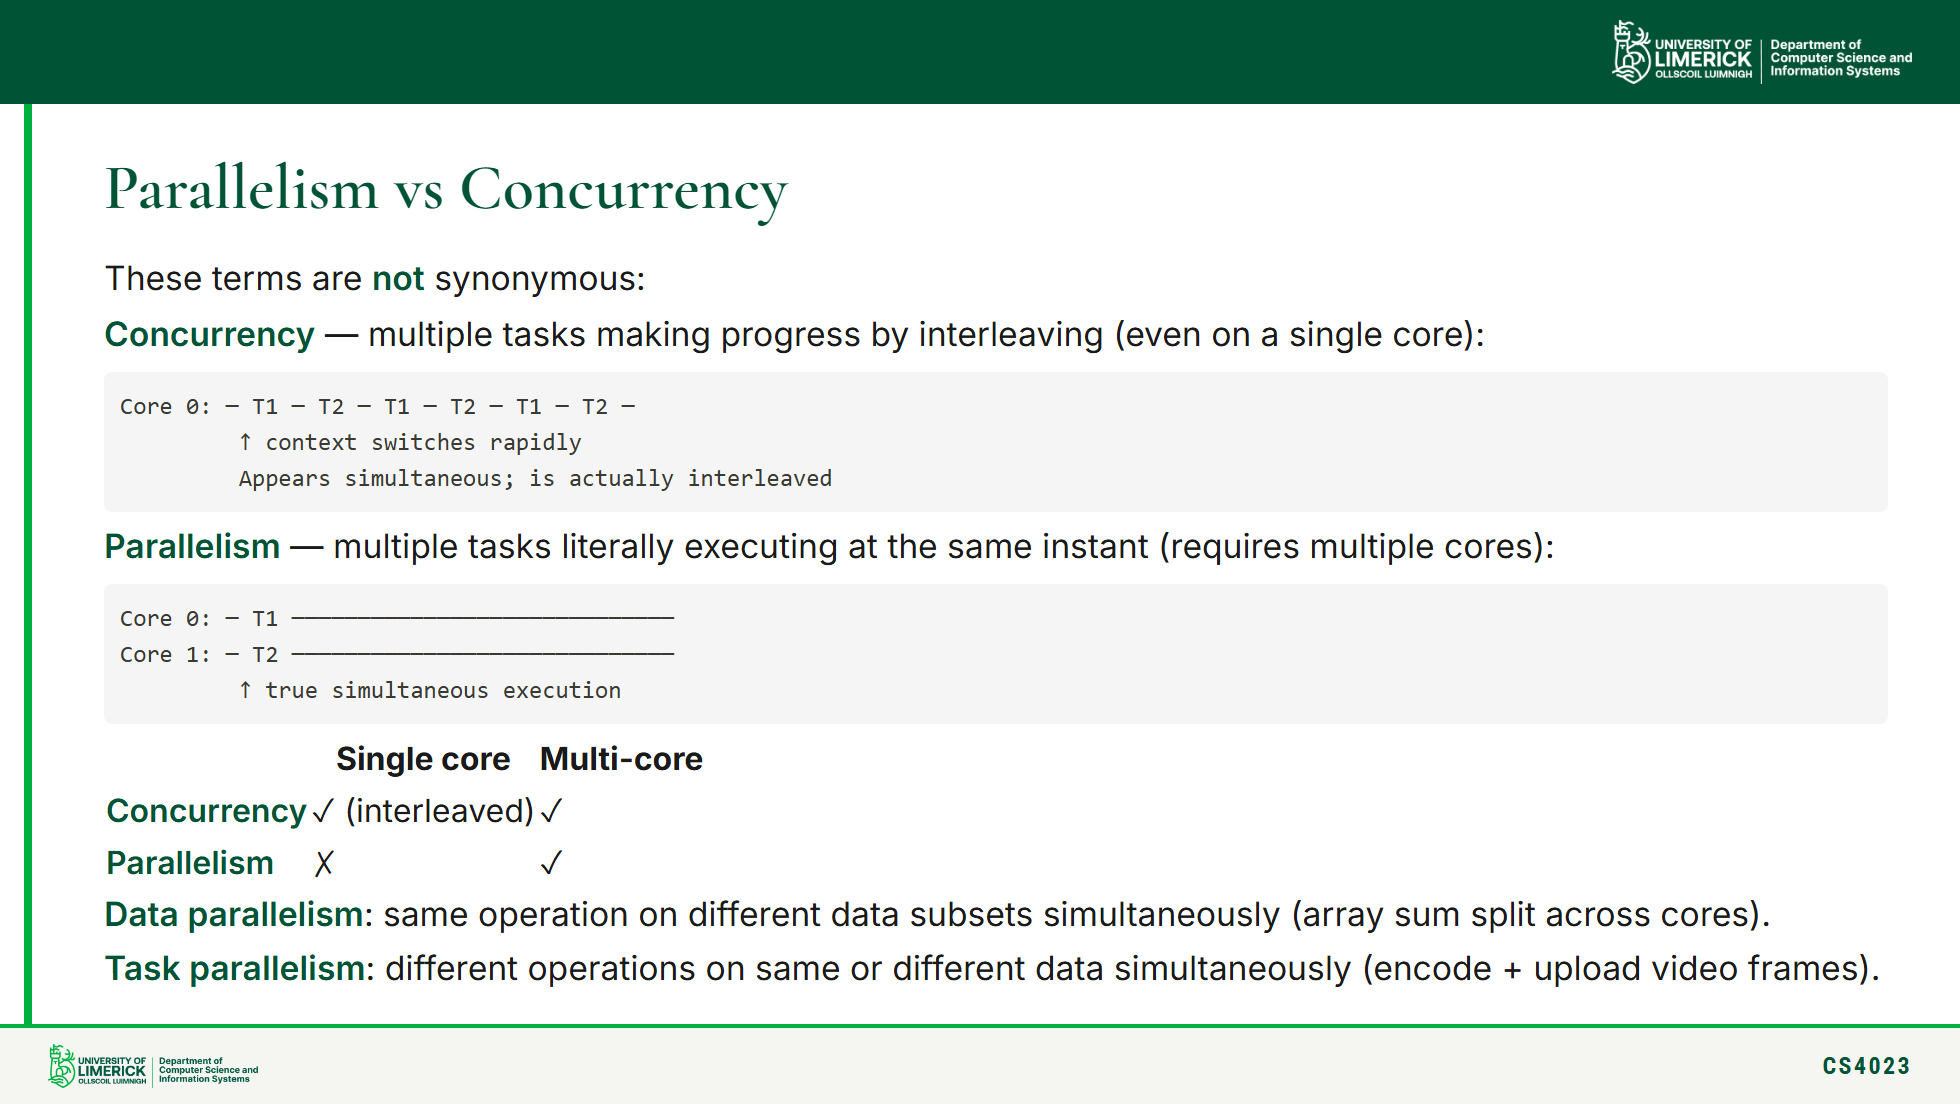 UNIVERSITY OF
LIMERICK
OLLSCOIL LUIMNIGH
Department of
Computer Science and
Information Systems
Parallelism vs Concurrency
These terms are not synonymous:
Concurrency — multiple tasks making progress by interleaving (even on a single core):
Core 0: — T1 — T2 — T1 — T2 — T1 — T2 —
↑ context switches rapidly
Appears simultaneous; is actually interleaved
Parallelism — multiple tasks literally executing at the same instant (requires multiple cores):
Core 0: — T1 —————————————————————————————
Core 1: — T2 —————————————————————————————
↑ true simultaneous execution
Single core Multi-core
Concurrency ✓ (interleaved) ✓
Parallelism ✗ ✓
Data parallelism: same operation on different data subsets simultaneously (array sum split across cores).
Task parallelism: different operations on same or different data simultaneously (encode + upload video frames).
UNIVERSITY OF
LIMERICK
OLLSCOIL LUIMNIGH
Department of
Computer Science and
Information Systems
CS4023